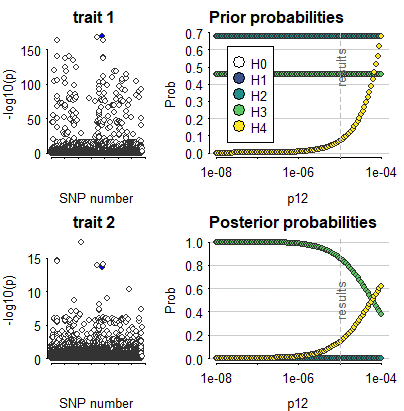 trait 1
-log10(p)
150
100
50
0
SNP number
Prior probabilities
Prob
0.7
0.6
0.5
0.4
0.3
0.2
0.1
0.0
H0
H1
H2
H3
H4
results
1e-08
1e-06
1e-04
p12
trait 2
-log10(p)
15
10
5
0
SNP number
Posterior probabilities
Prob
1.0
0.8
0.6
0.4
0.2
0.0
results
1e-08
1e-06
1e-04
p12